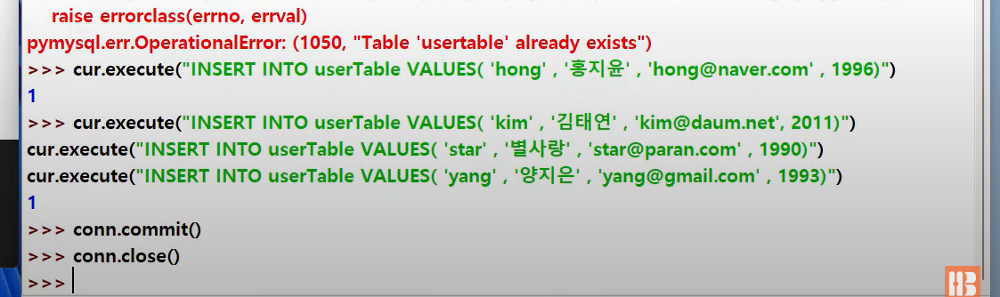 raise errorclass(errno, errval)
pymysql.err.OperationalError: (1050, "Table 'usertable' already exists")
>>> cur.execute("INSERT INTO userTable VALUES( 'hong' , '홍지윤' , 'hong@naver.com' , 1996)")
1
>>> cur.execute("INSERT INTO userTable VALUES( 'kim' , '김태연' , 'kim@daum.net', 2011)")
cur.execute("INSERT INTO userTable VALUES( 'star' , '별사랑' , 'star@paran.com' , 1990)")
cur.execute("INSERT INTO userTable VALUES( 'yang' , '양지은' , 'yang@gmail.com' , 1993)")
1
>>> conn.commit()
>>> conn.close()
>>>
HB